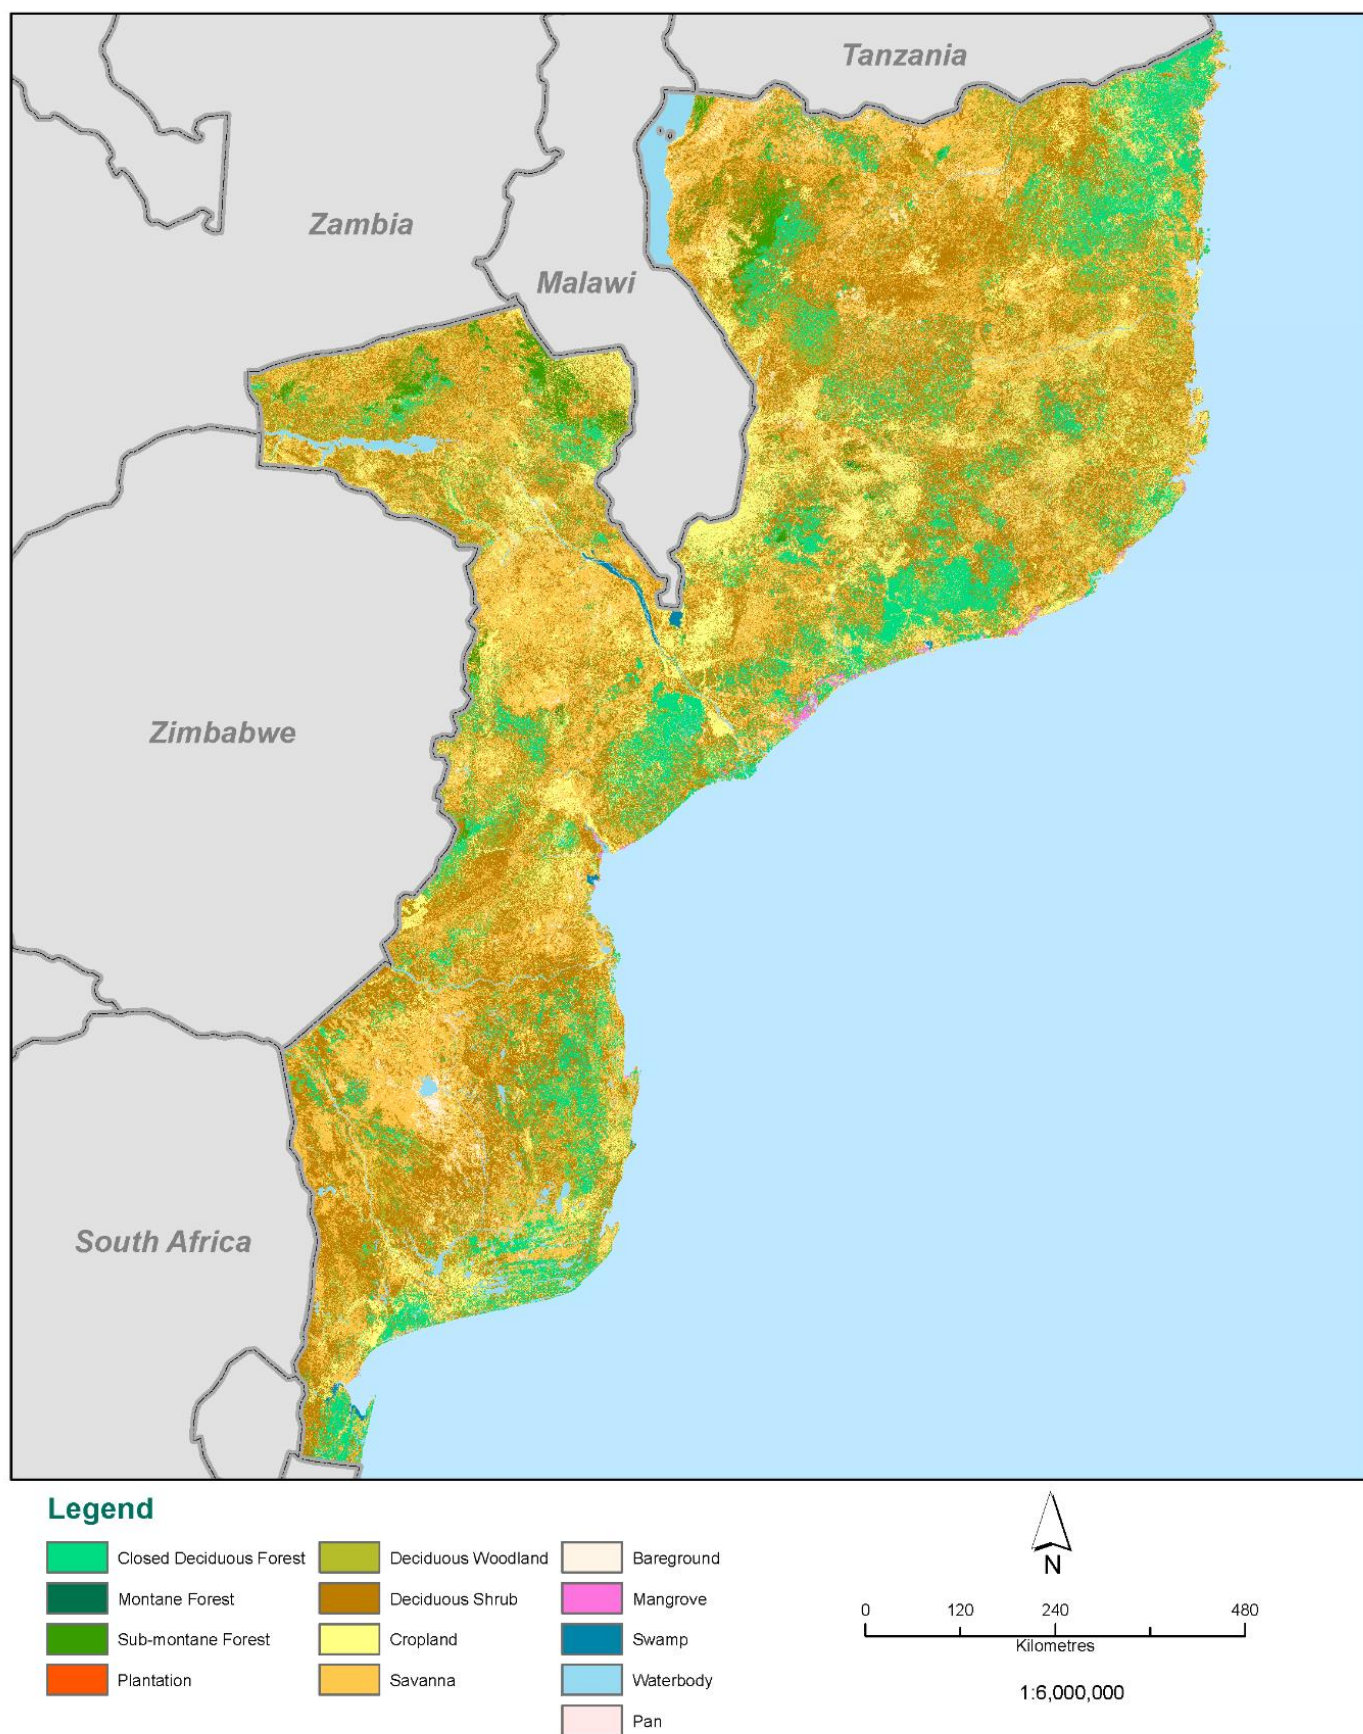 Tanzania
Zambia
Malawi
Zimbabwe
South Africa
Legend
Closed Deciduous Forest
Montane Forest
Sub-montane Forest
Plantation
Deciduous Woodland
Deciduous Shrub
Cropland
Savanna
Bareground
Mangrove
Swamp
Waterbody
Pan
N
0 120 240 480
Kilometres
1:6,000,000